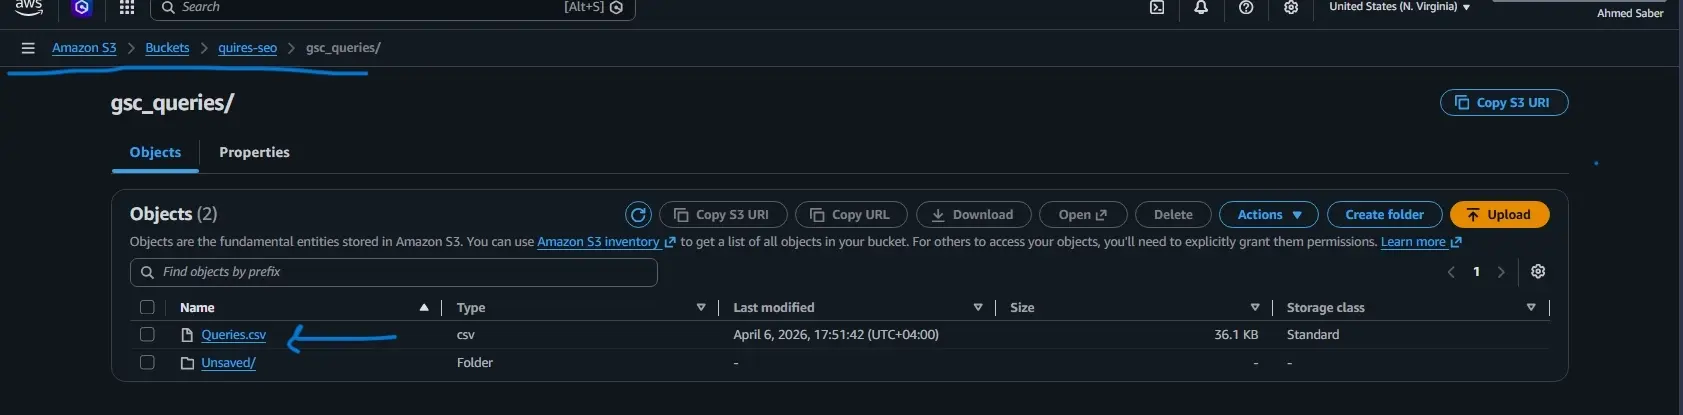 aws
Search [Alt+S]
United States (N. Virginia)
Ahmed Saber
Amazon S3 > Buckets > quires-seo > gsc_queries/
gsc_queries/
Copy S3 URI
Objects Properties
Objects (2)
Copy S3 URI Copy URL Download Open Delete Actions Create folder Upload
Objects are the fundamental entities stored in Amazon S3. You can use Amazon S3 inventory to get a list of all objects in your bucket. For others to access your objects, you'll need to explicitly grant them permissions. Learn more
Find objects by prefix
< 1 >
Name Type Last modified Size Storage class
Queries.csv csv April 6, 2026, 17:51:42 (UTC+04:00) 36.1 KB Standard
Unsaved/ Folder - - -